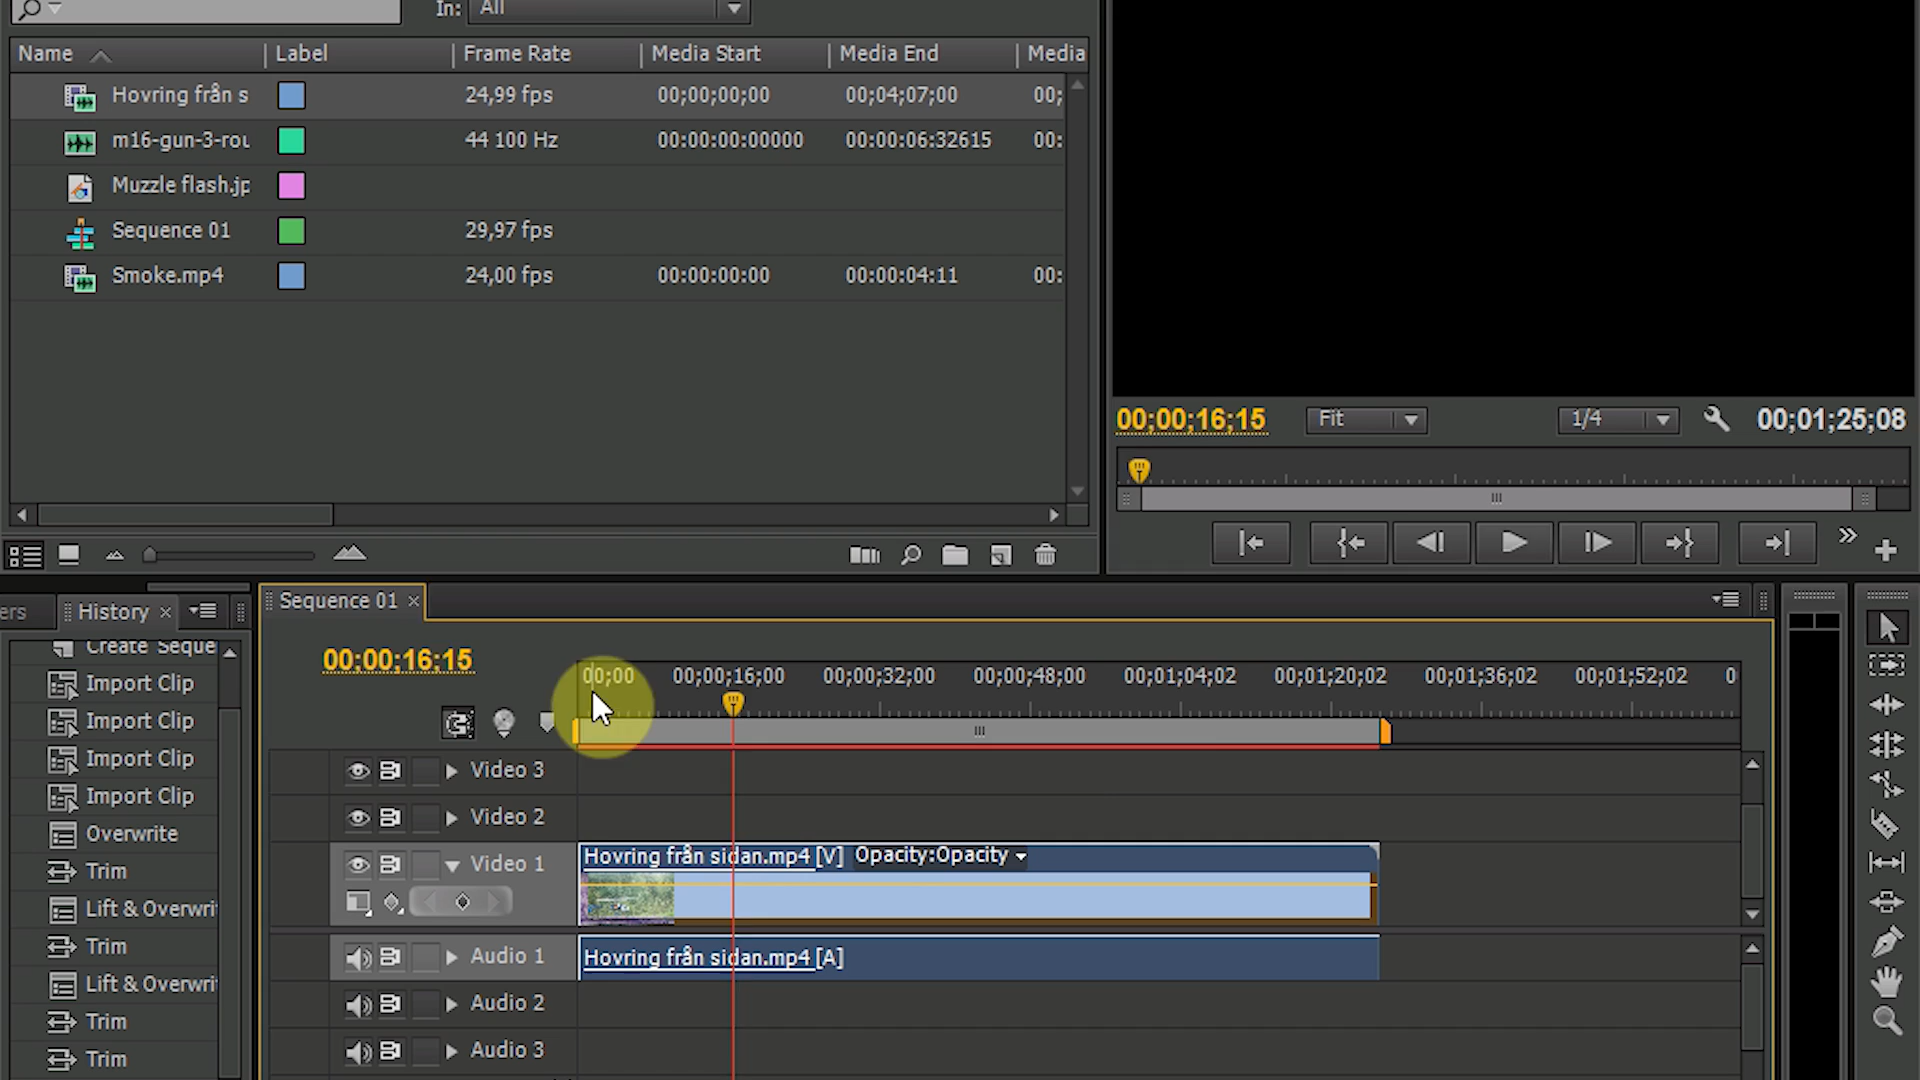 In: All
Name Label Frame Rate Media Start Media End Media
Hovring från s 24,99 fps 00;00;00;00 00;04;07;00 00;
m16-gun-3-rou 44 100 Hz 00:00:00:00000 00:00:06:32615 00:
Muzzle flash.jp
Sequence 01 29,97 fps
Smoke.mp4 24,00 fps 00:00:00:00 00:00:04:11 00:
00;00;16;15 Fit 1/4 00;01;25;08
ers History
Create Seque
Import Clip
Import Clip
Import Clip
Import Clip
Overwrite
Trim
Lift & Overwri
Trim
Lift & Overwri
Trim
Trim
Sequence 01
00;00;16;15
00;00 00;00;16;00 00;00;32;00 00;00;48;00 00;01;04;02 00;01;20;02 00;01;36;02 00;01;52;02 0
Video 3
Video 2
Video 1 Hovring från sidan.mp4 [V] Opacity:Opacity
Audio 1 Hovring från sidan.mp4 [A]
Audio 2
Audio 3